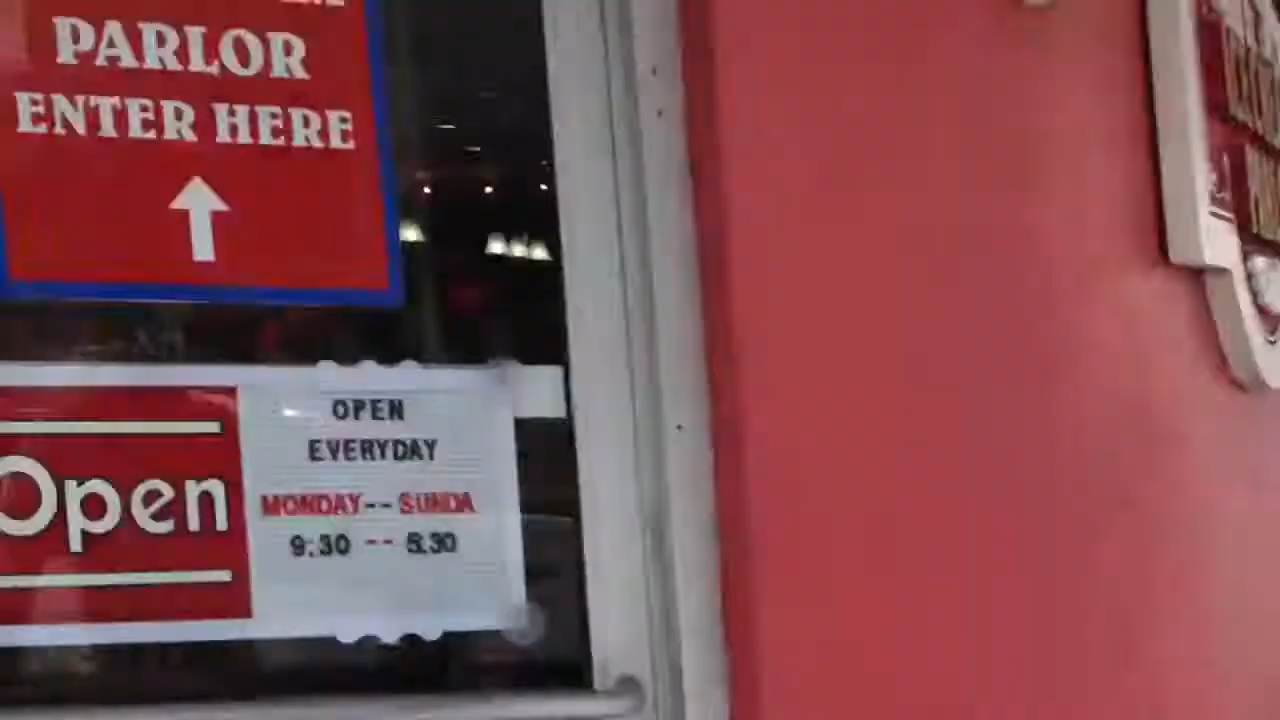 PARLOR
ENTER HERE
Open
OPEN
EVERYDAY
MONDAY--SUNDA
9:30 -- 5:30